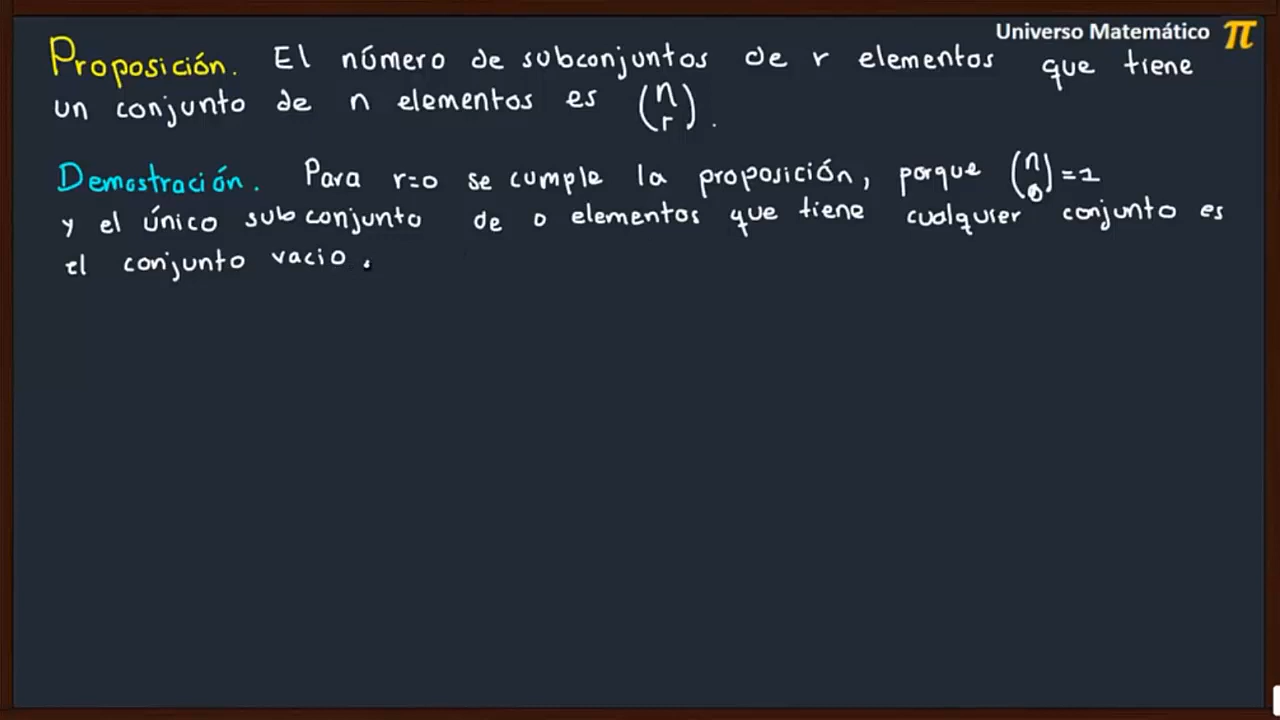 Universo Matemático π
Proposición. El número de subconjuntos de r elementos que tiene
un conjunto de n elementos es (n r).
Demostración. Para r=0 se cumple la proposición, porque (n 0)=1
y el único subconjunto de 0 elementos que tiene cualquier conjunto es
el conjunto vacio.